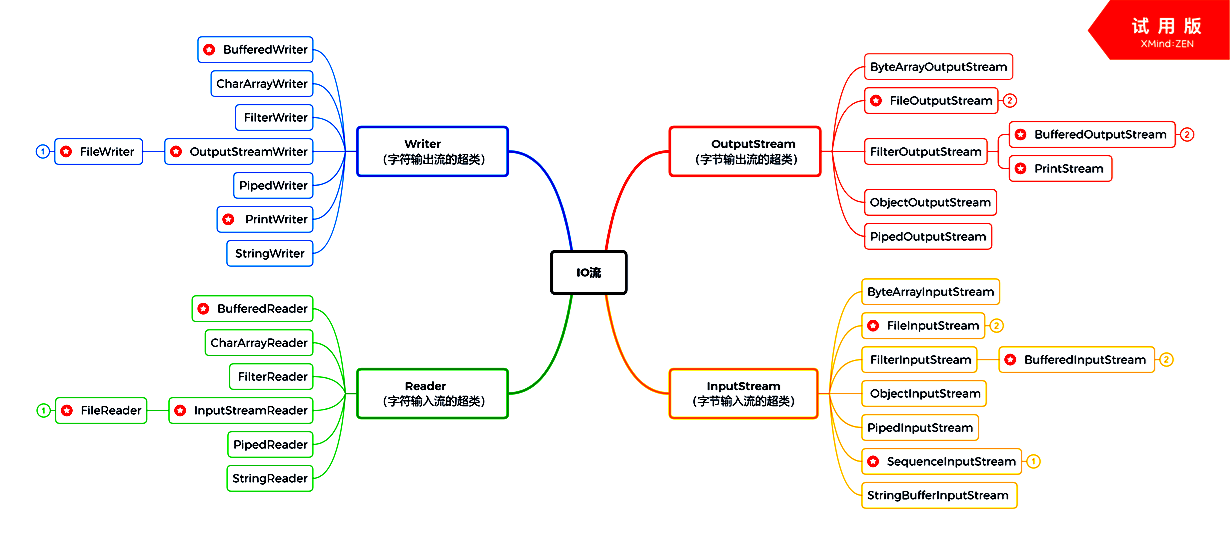 试用版
XMind:ZEN
BufferedWriter
CharArrayWriter
FilterWriter
1
FileWriter
OutputStreamWriter
PipedWriter
PrintWriter
StringWriter
Writer
(字符输出流的超类)
BufferedReader
CharArrayReader
FilterReader
1
FileReader
InputStreamReader
PipedReader
StringReader
Reader
(字符输入流的超类)
IO流
OutputStream
(字节输出流的超类)
ByteArrayOutputStream
FileOutputStream
2
FilterOutputStream
BufferedOutputStream
2
PrintStream
ObjectOutputStream
PipedOutputStream
InputStream
(字节输入流的超类)
ByteArrayInputStream
FileInputStream
2
FilterInputStream
BufferedInputStream
2
ObjectInputStream
PipedInputStream
SequenceInputStream
1
StringBufferInputStream